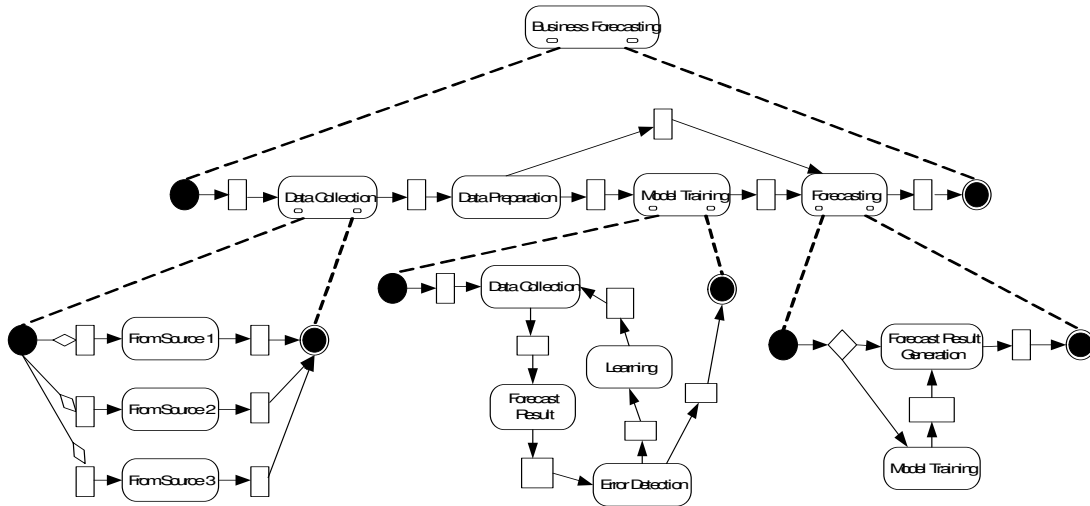 Business Forecasting
Data Collection
Data Preparation
Model Training
Forecasting
From Source 1
From Source 2
From Source 3
Data Collection
Learning
Forecast
Result
Error Detection
Forecast Result
Generation
Model Training